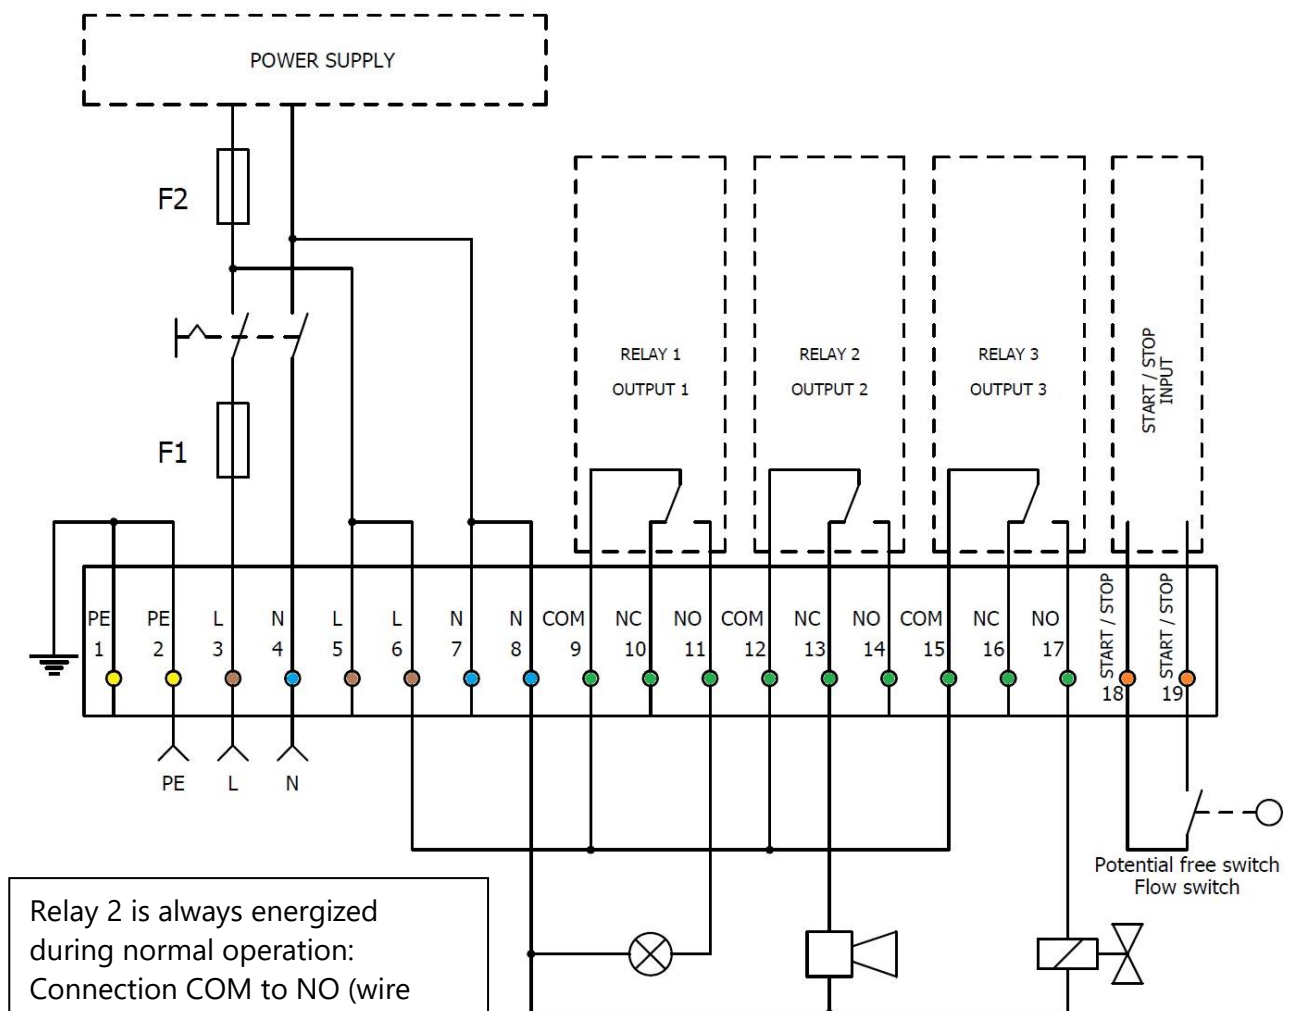 POWER SUPPLY
F2
F1
RELAY 1
OUTPUT 1
RELAY 2
OUTPUT 2
RELAY 3
OUTPUT 3
START / STOP
INPUT
PE PE L N L L N N COM NC NO COM NC NO COM NC NO START / STOP START / STOP
1 2 3 4 5 6 7 8 9 10 11 12 13 14 15 16 17 18 19
PE L N
Potential free switch
Flow switch
Relay 2 is always energized
during normal operation:
Connection COM to NO (wire